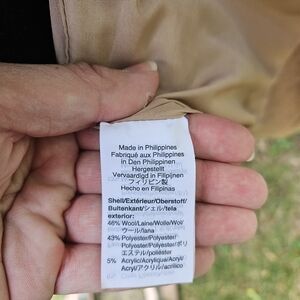 Made in Philippines
Fabriqué aux Philippines
In Den Philippinen
Hergestellt
Vervaardigd in Filipijnen
フィリピン製
Hecho en Filipinas
Shell/Extérieur/Oberstoff/
Buitenkant/シェル/tela
exterior:
46% Wool/Laine/Wolle/Wol/
ウール/lana
43% Polyester/Polyester/
Polyester/Polyester/ポリ
エステル/poliéster
5% Acrylic/Acrylique/Acryl/
Acryl/アクリル/acrílico